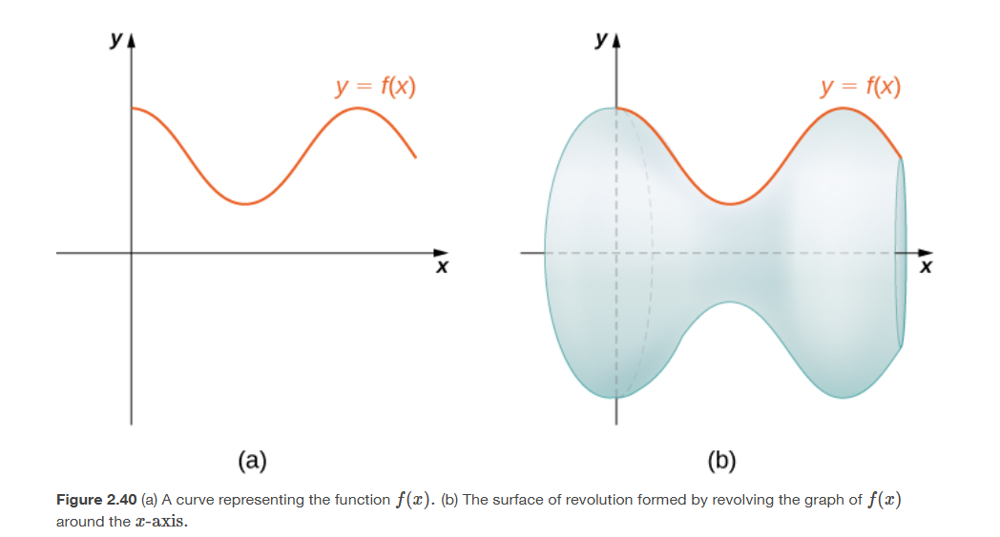 y
y = f(x)
x
(a)
y
y = f(x)
x
(b)
Figure 2.40 (a) A curve representing the function f(x). (b) The surface of revolution formed by revolving the graph of f(x)
around the x-axis.